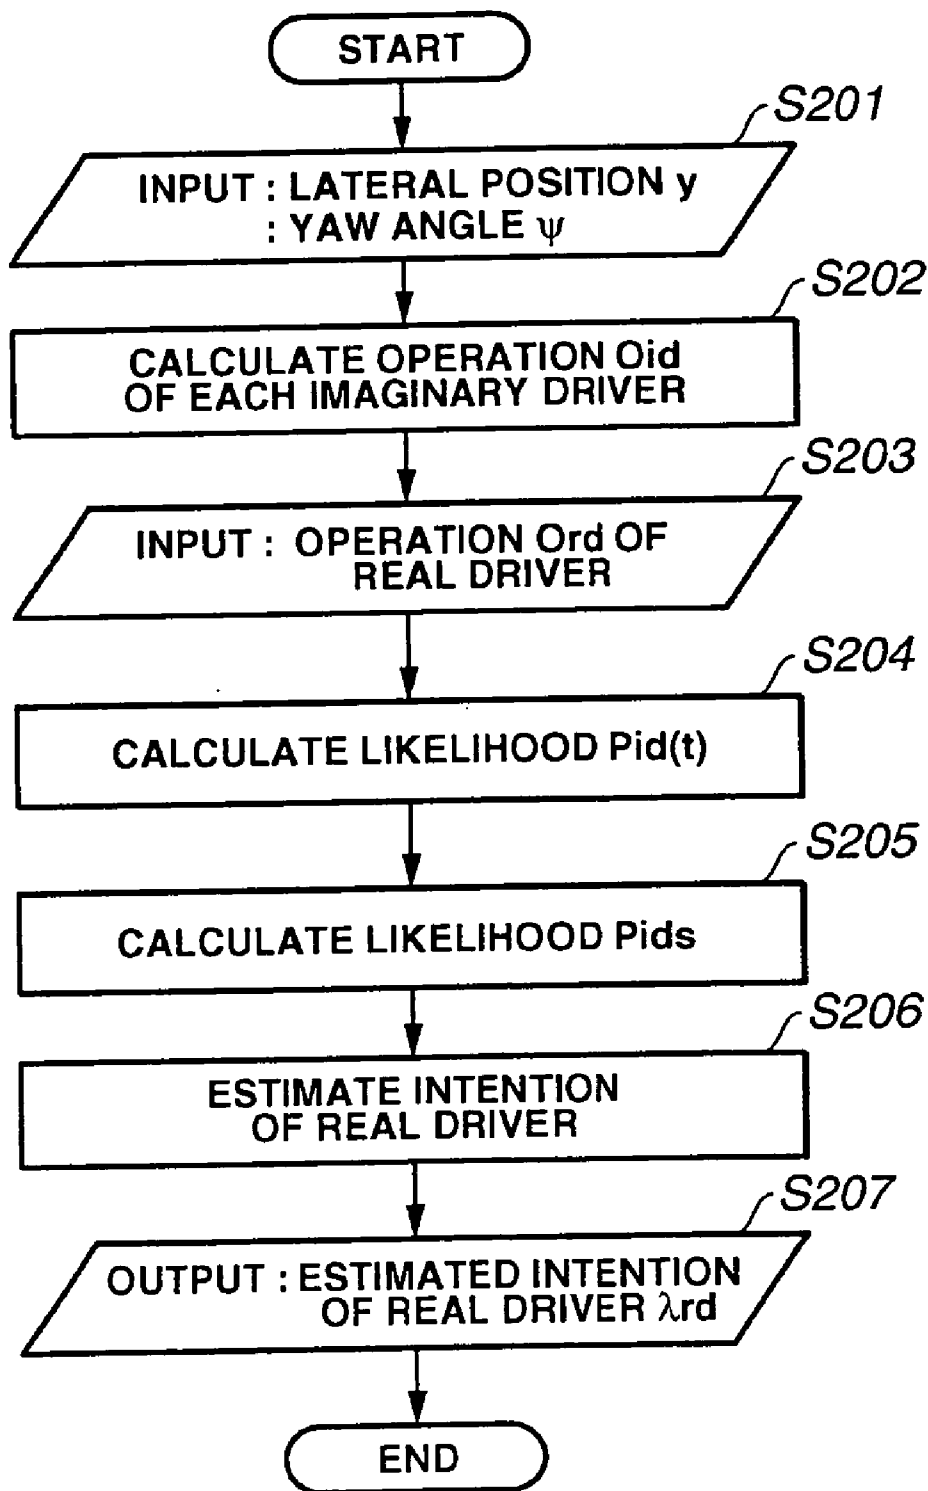 START
S201
INPUT : LATERAL POSITION y
: YAW ANGLE ψ
S202
CALCULATE OPERATION Oid
OF EACH IMAGINARY DRIVER
S203
INPUT : OPERATION Ord OF
REAL DRIVER
S204
CALCULATE LIKELIHOOD Pid(t)
S205
CALCULATE LIKELIHOOD Pids
S206
ESTIMATE INTENTION
OF REAL DRIVER
S207
OUTPUT : ESTIMATED INTENTION
OF REAL DRIVER λrd
END